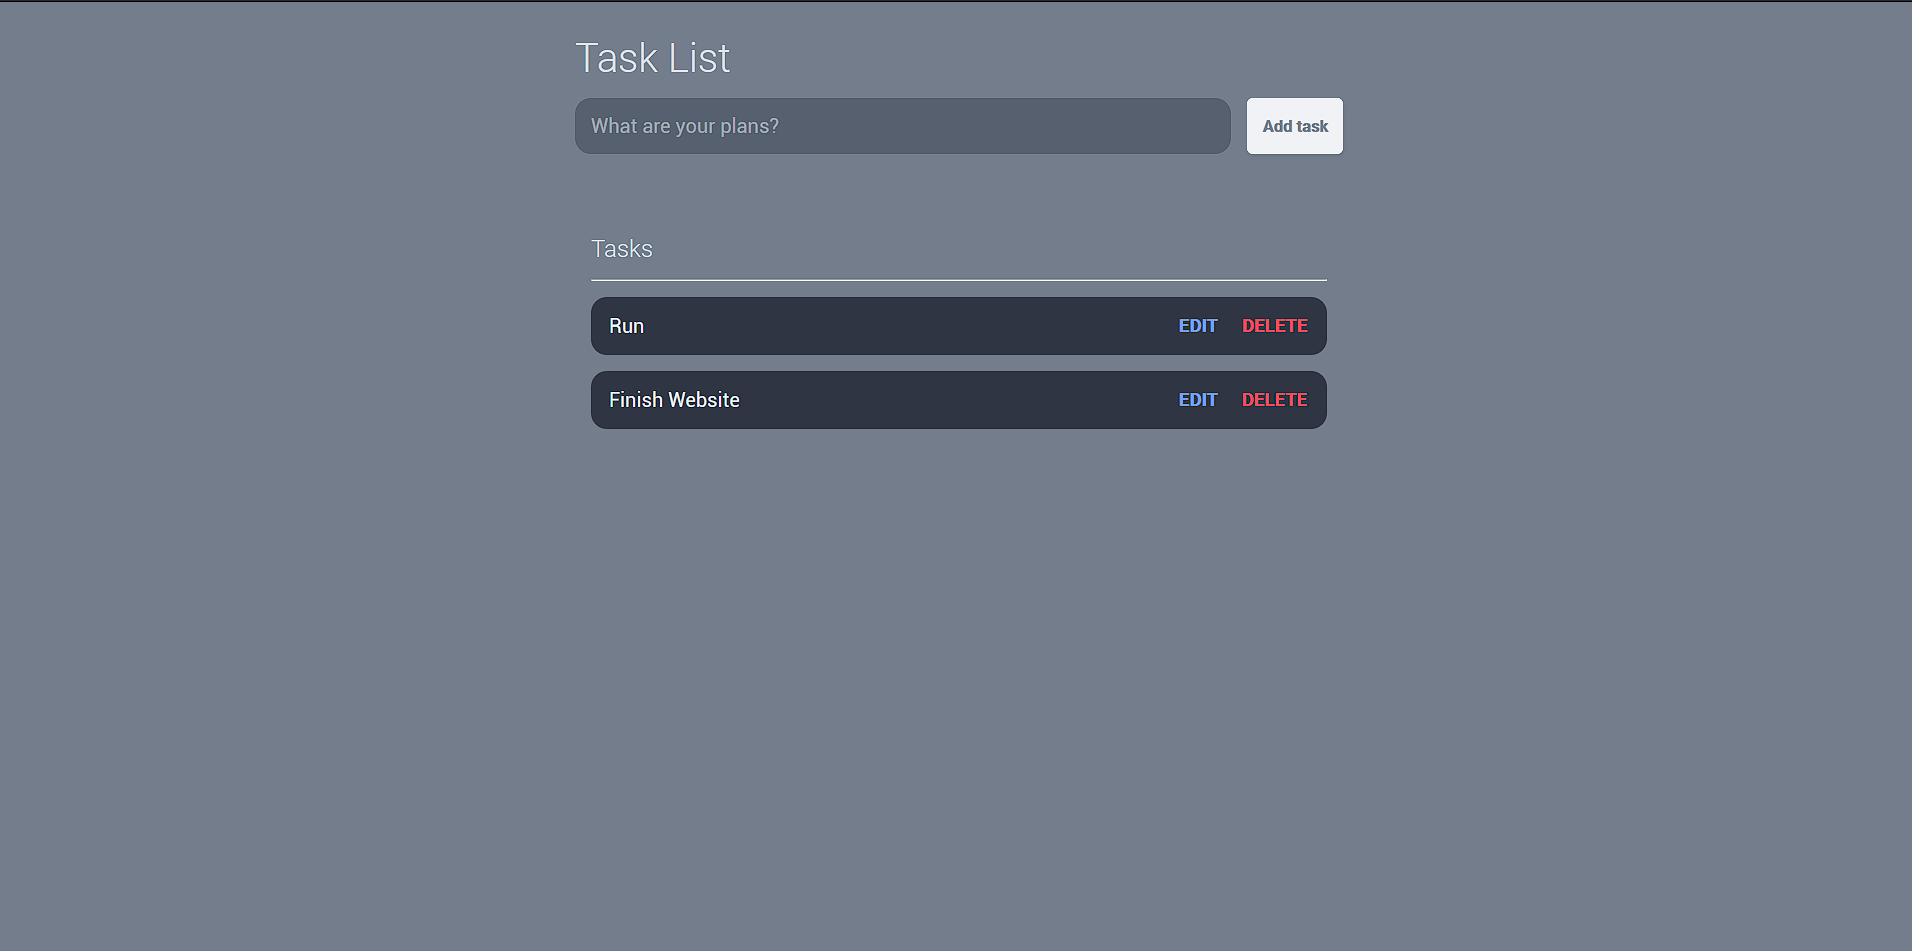 Task List
What are your plans?
Add task
Tasks
Run
EDIT
DELETE
Finish Website
EDIT
DELETE